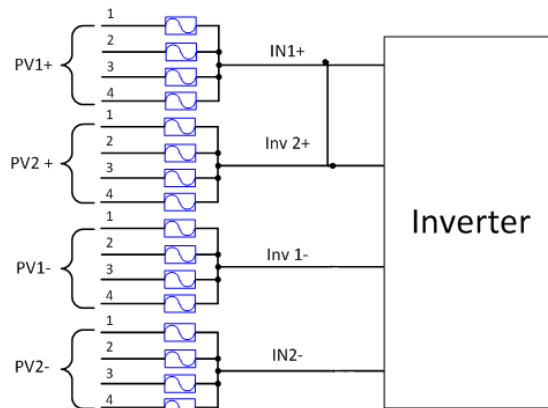 1
2
PV1+
3
4
IN1+
1
2
PV2 +
3
4
Inv 2+
1
2
PV1-
3
4
Inv 1-
1
2
PV2-
3
4
IN2-
Inverter